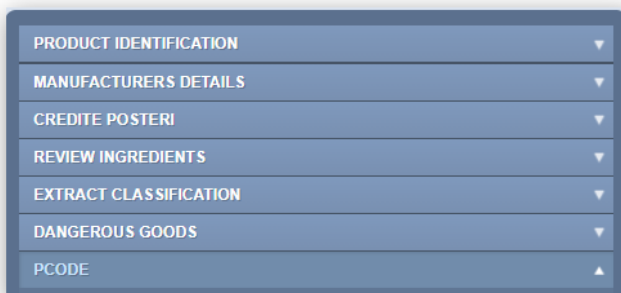 PRODUCT IDENTIFICATION
MANUFACTURERS DETAILS
CREDITE POSTERI
REVIEW INGREDIENTS
EXTRACT CLASSIFICATION
DANGEROUS GOODS
PCODE